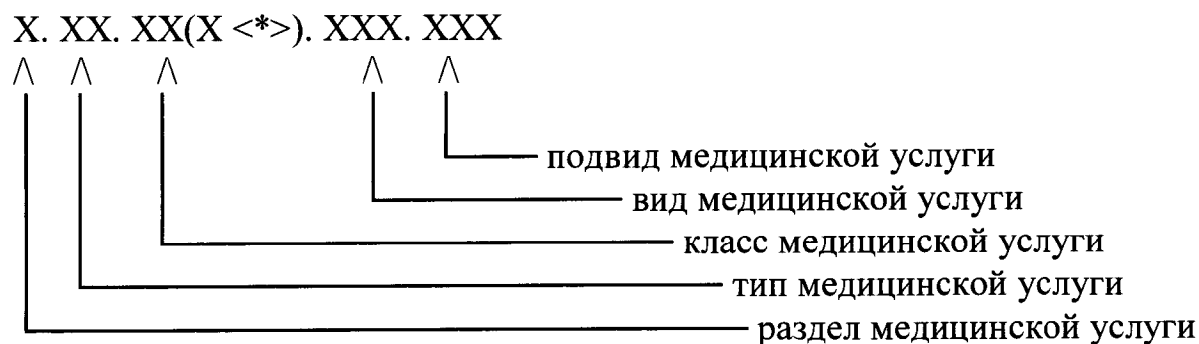 X. XX. XX(X <*>). XXX. XXX
подвид медицинской услуги
вид медицинской услуги
класс медицинской услуги
тип медицинской услуги
раздел медицинской услуги